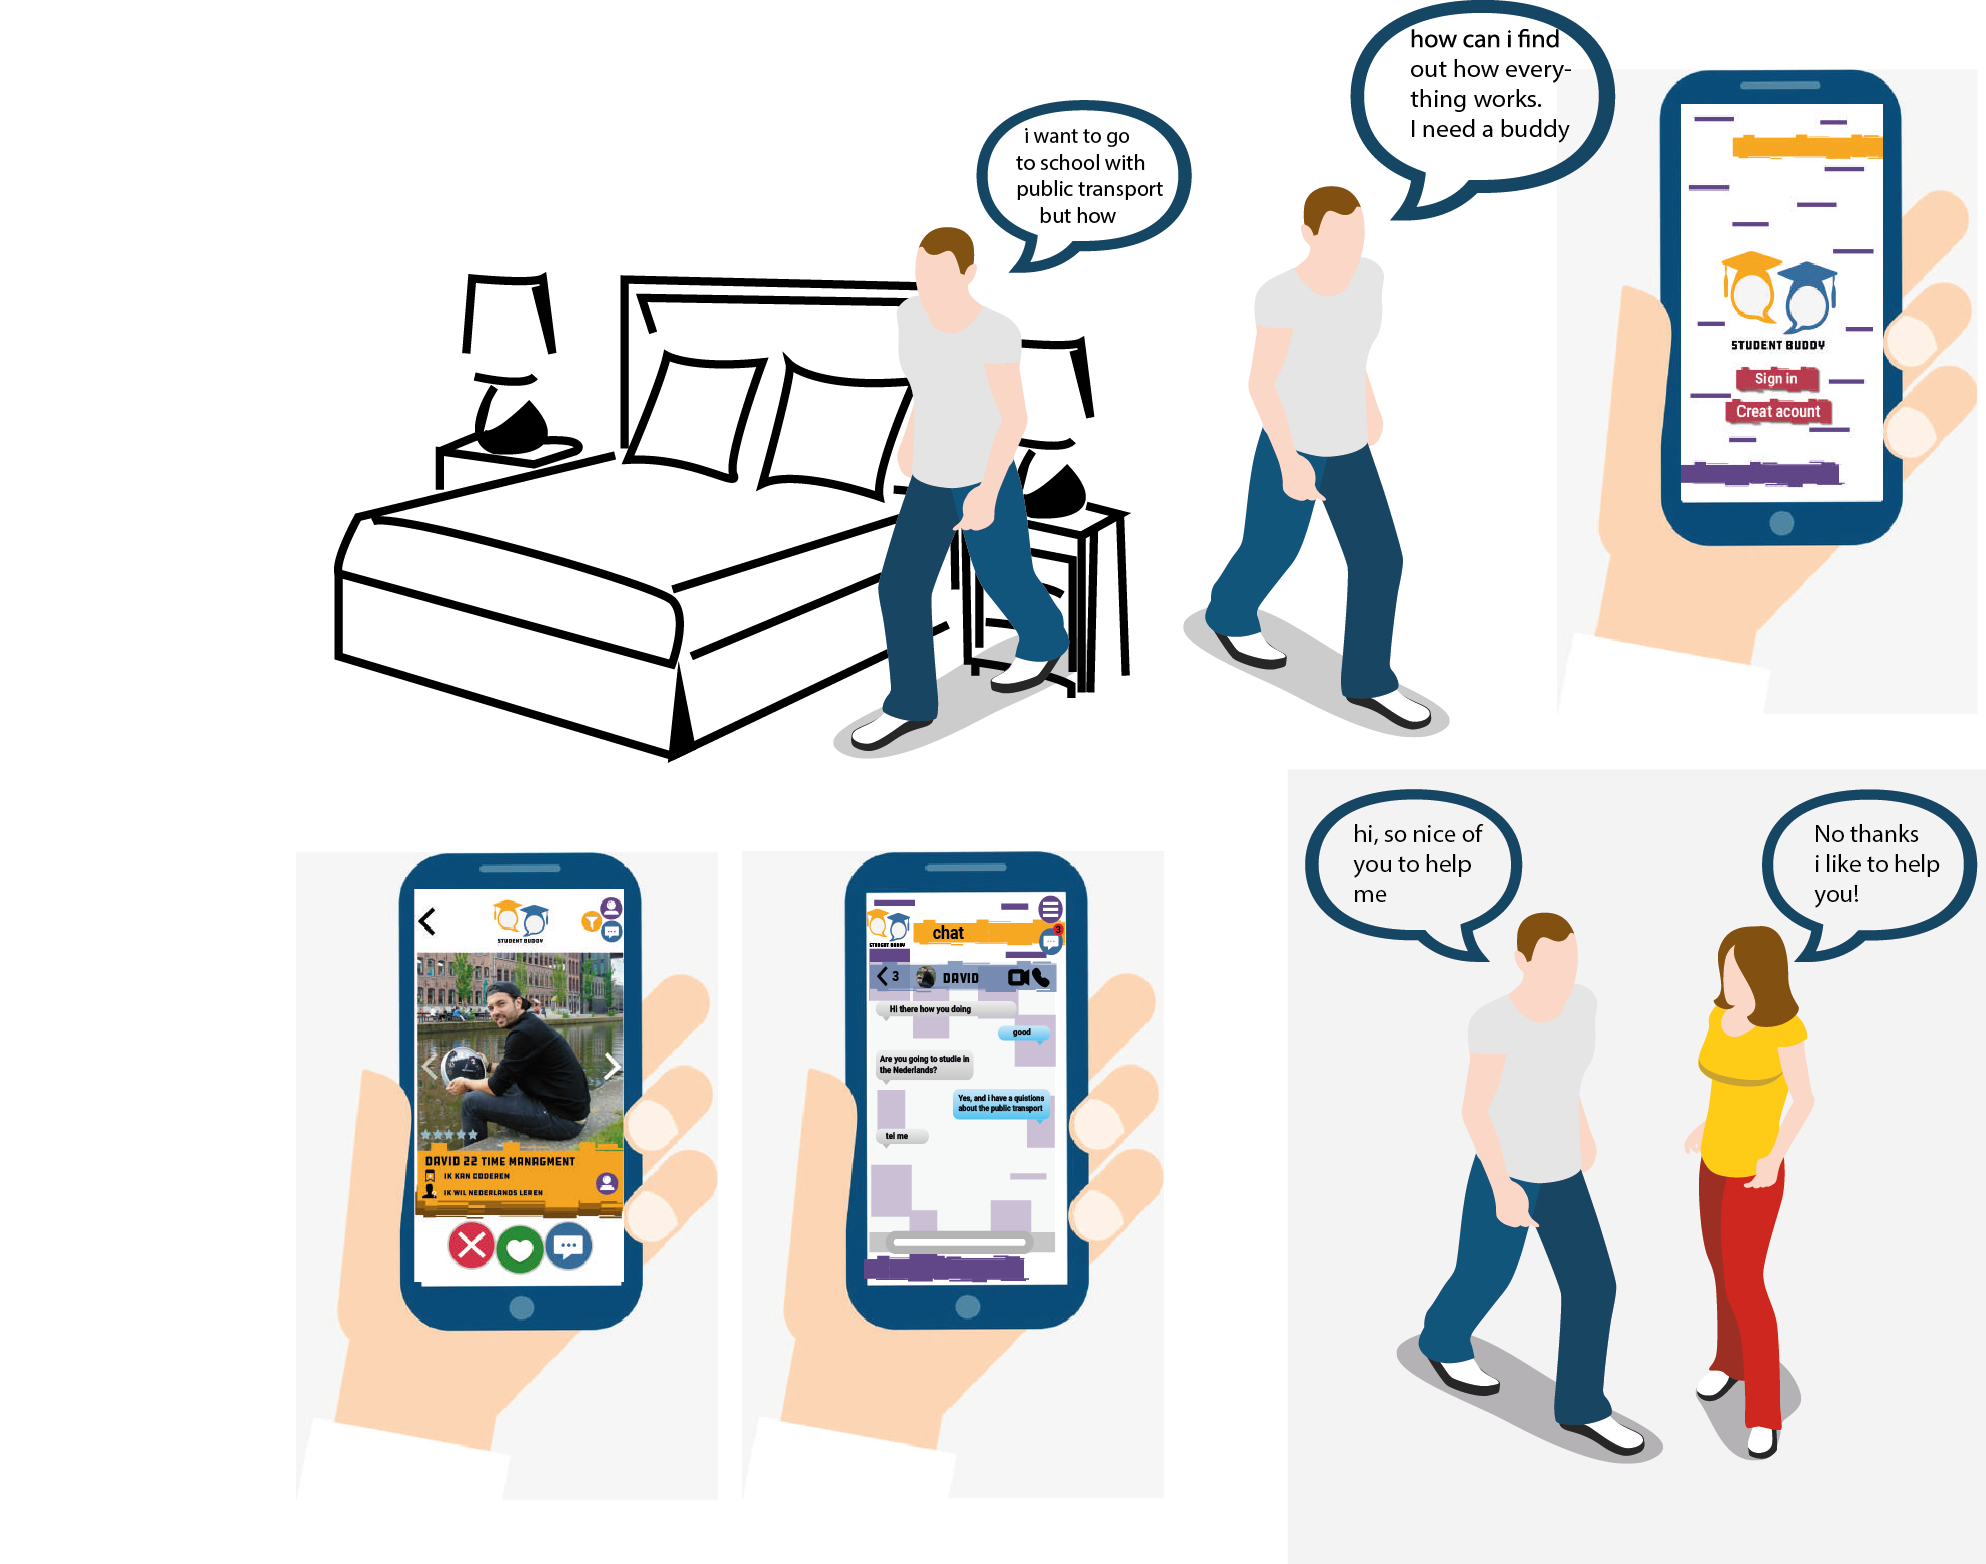 i want to go
to school with
public transport
but how
how can i find
out how every-
thing works.
I need a buddy
STUDENT BUDDY
Sign in
Creat acount
STUDENT BUDDY
DAVID 22 TIME MANAGMENT
IK KAN CODEREM
IK WIL NEDERLANDS LEREN
STUDENT BUDDY
chat
3
3
DAVID
Hi there how you doing
good
Are you going to studie in
the Nederlands?
Yes, and i have a quistions
about the public transport
tel me
hi, so nice of
you to help
me
No thanks
i like to help
you!